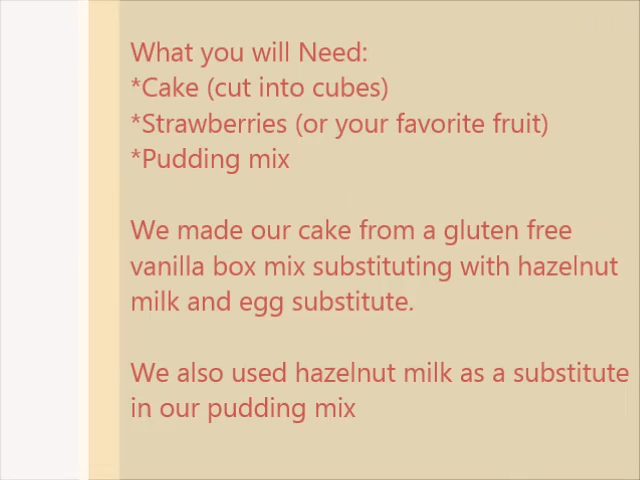 What you will Need:
*Cake (cut into cubes)
*Strawberries (or your favorite fruit)
*Pudding mix
We made our cake from a gluten free
vanilla box mix substituting with hazelnut
milk and egg substitute.
We also used hazelnut milk as a substitute
in our pudding mix